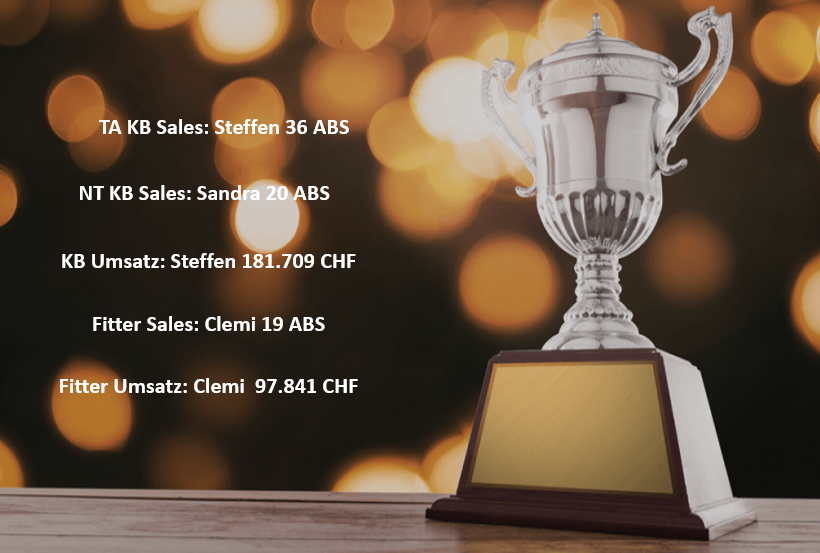 TA KB Sales: Steffen 36 ABS
NT KB Sales: Sandra 20 ABS
KB Umsatz: Steffen 181.709 CHF
Fitter Sales: Clemi 19 ABS
Fitter Umsatz: Clemi  97.841 CHF